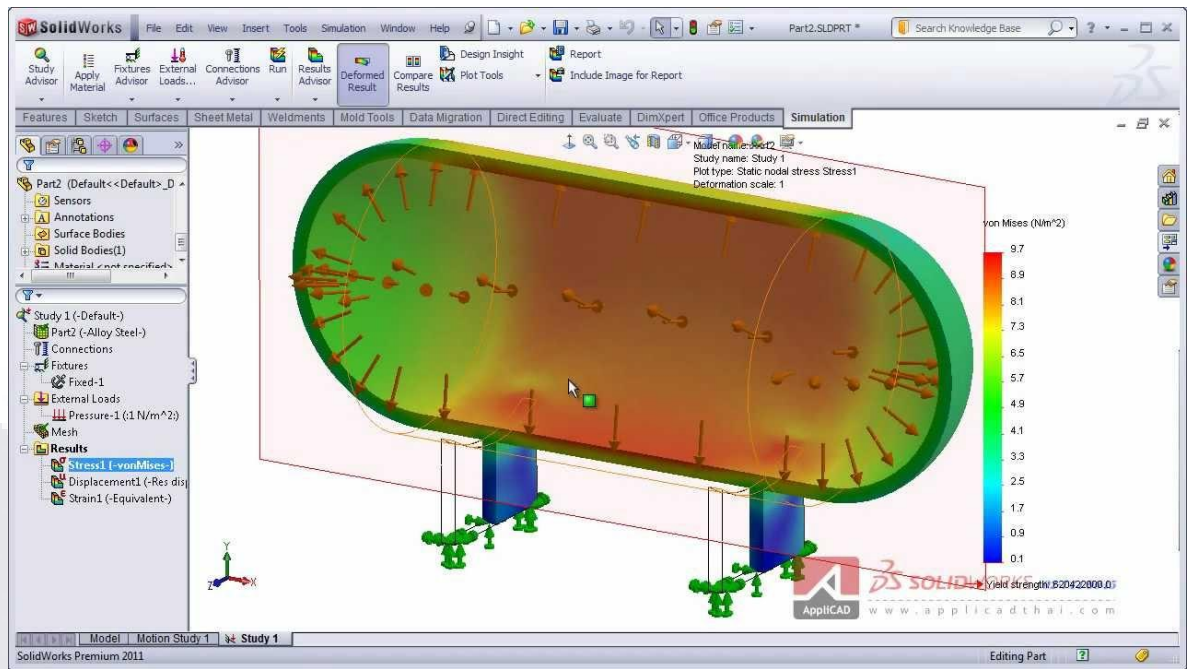 SolidWorks File Edit View Insert Tools Simulation Window Help Part2.SLDPRT * Search Knowledge Base
Study Advisor
Apply Material
Fixtures Advisor
External Loads...
Connections Advisor
Run
Results Advisor
Deformed Result
Compare Results
Design Insight
Plot Tools
Report
Include Image for Report
Features Sketch Surfaces Sheet Metal Weldments Mold Tools Data Migration Direct Editing Evaluate DimXpert Office Products Simulation
Part2 (Default<<Default>_D
Sensors
Annotations
Surface Bodies
Solid Bodies(1)
Material <not specified>
Study 1 (-Default-)
Part2 (-Alloy Steel-)
Connections
Fixtures
Fixed-1
External Loads
Pressure-1 (:1 N/m^2:)
Mesh
Results
Stress1 (-vonMises-)
Displacement1 (-Res disp
Strain1 (-Equivalent-)
Model name:
Study name: Study 1
Plot type: Static nodal stress Stress1
Deformation scale: 1
von Mises (N/m^2)
9.7
8.9
8.1
7.3
6.5
5.7
4.9
4.1
3.3
2.5
1.7
0.9
0.1
Yield strength: 620422000.0
Y
Z
X
AppliCAD
SOLIDWORKS
www.applicadthai.com
Model Motion Study 1 Study 1
SolidWorks Premium 2011 Editing Part